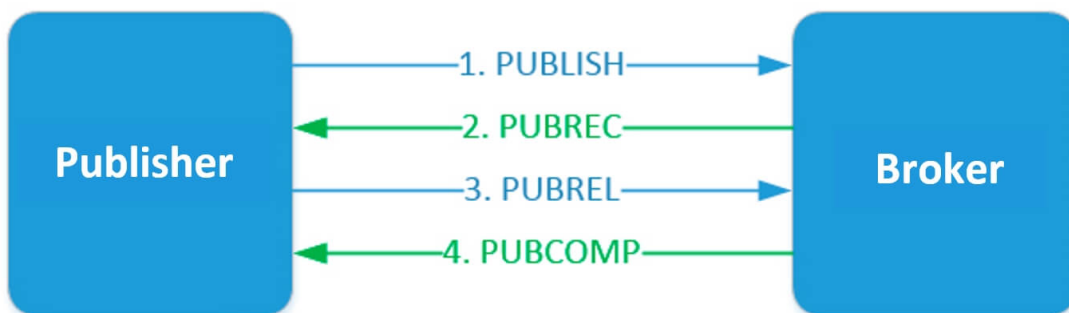 Publisher
1. PUBLISH
2. PUBREC
3. PUBREL
4. PUBCOMP
Broker